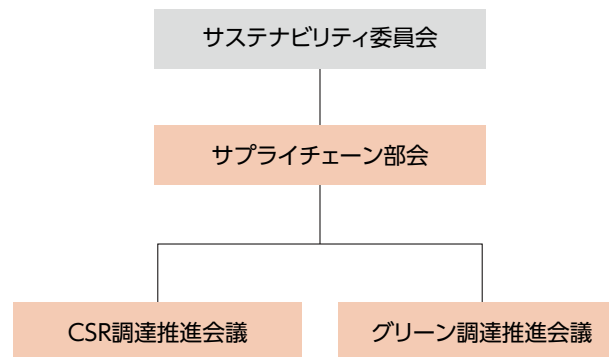 サステナビリティ委員会
サプライチェーン部会
CSR調達推進会議
グリーン調達推進会議